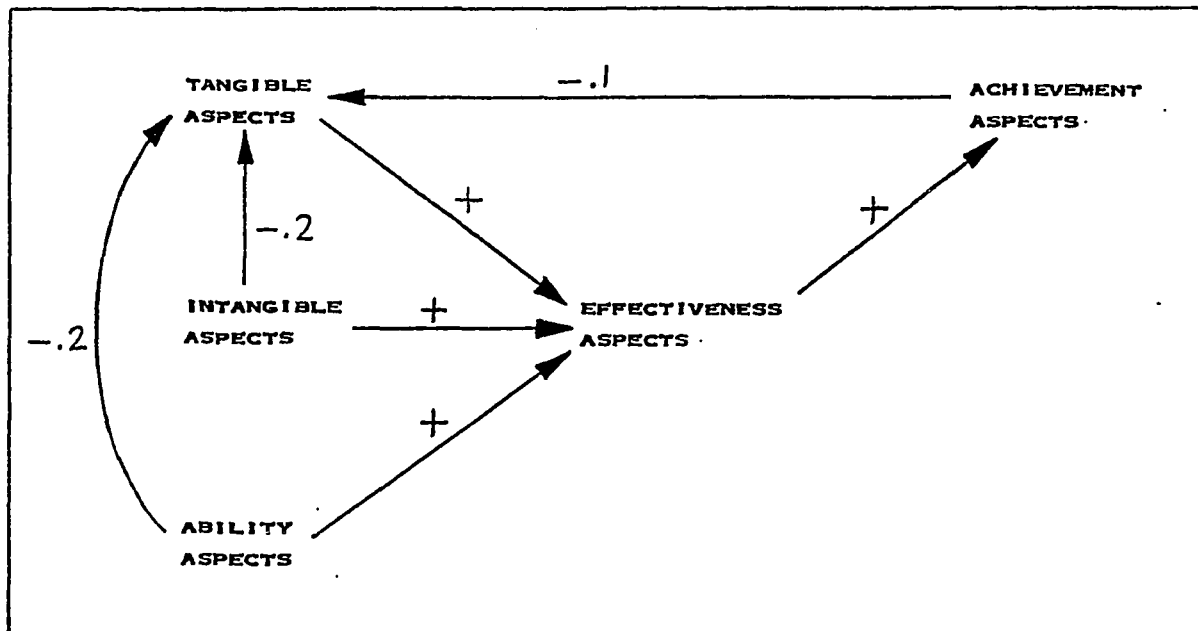 -.1
TANGIBLE
ASPECTS
ACHIEVEMENT
ASPECTS
+
+
-.2
INTANGIBLE
ASPECTS
+
EFFECTIVENESS
ASPECTS
-.2
+
ABILITY
ASPECTS